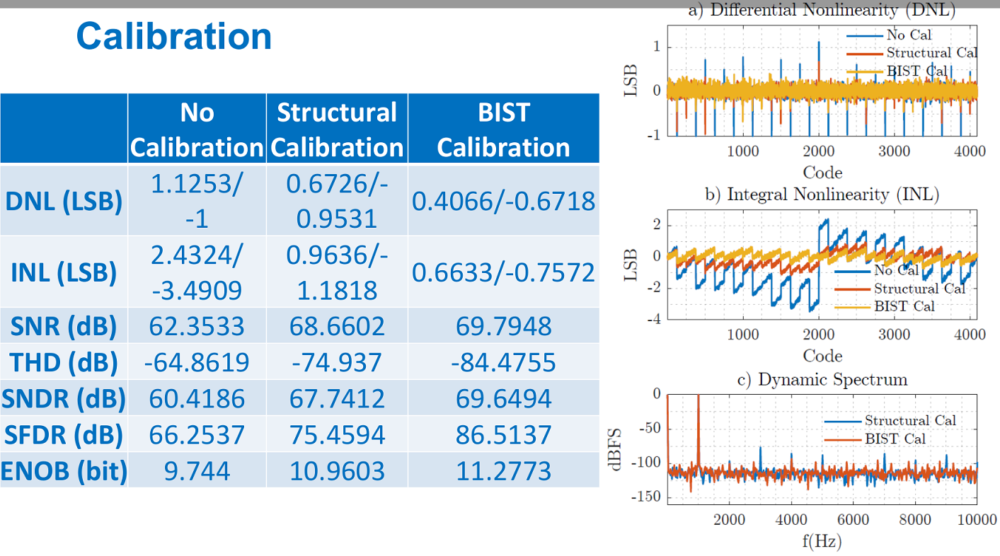 Calibration
No
Calibration
Structural
Calibration
BIST
Calibration
DNL (LSB)
1.1253/
-1
0.6726/-
0.9531
0.4066/-0.6718
INL (LSB)
2.4324/
-3.4909
0.9636/-
1.1818
0.6633/-0.7572
SNR (dB) 62.3533 68.6602 69.7948
THD (dB) -64.8619 -74.937 -84.4755
SNDR (dB) 60.4186 67.7412 69.6494
SFDR (dB) 66.2537 75.4594 86.5137
ENOB (bit) 9.744 10.9603 11.2773
a) Differential Nonlinearity (DNL)
No Cal
Structural Cal
BIST Cal
LSB
1
0
-1
1000 2000 3000 4000
Code
b) Integral Nonlinearity (INL)
LSB
2
0
-2
-4
No Cal
Structural Cal
BIST Cal
1000 2000 3000 4000
Code
c) Dynamic Spectrum
dBFS
0
-50
-100
-150
Structural Cal
BIST Cal
2000 4000 6000 8000 10000
f(Hz)